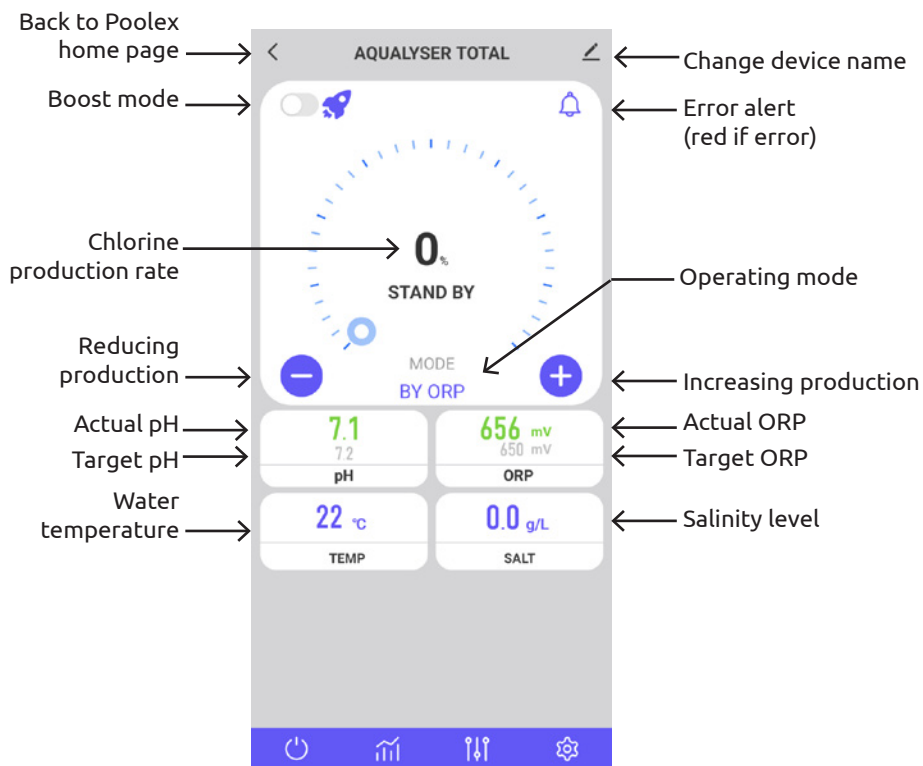 Back to Poolex
home page
AQUALYSER TOTAL
Change device name
Boost mode
Error alert
(red if error)
Chlorine
production rate
0 %
STAND BY
Operating mode
Reducing
production
MODE
BY ORP
Increasing production
Actual pH
7.1
656 mV
Actual ORP
Target pH
7.2
650 mV
Target ORP
pH
ORP
Water
temperature
22 °C
0.0 g/L
Salinity level
TEMP
SALT